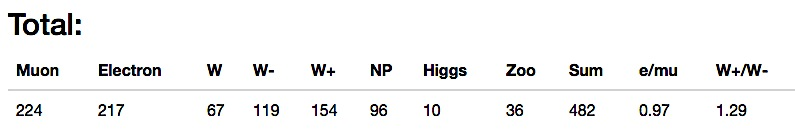 Total:
Muon Electron W W- W+ NP Higgs Zoo Sum e/mu W+/W-
224 217 67 119 154 96 10 36 482 0.97 1.29